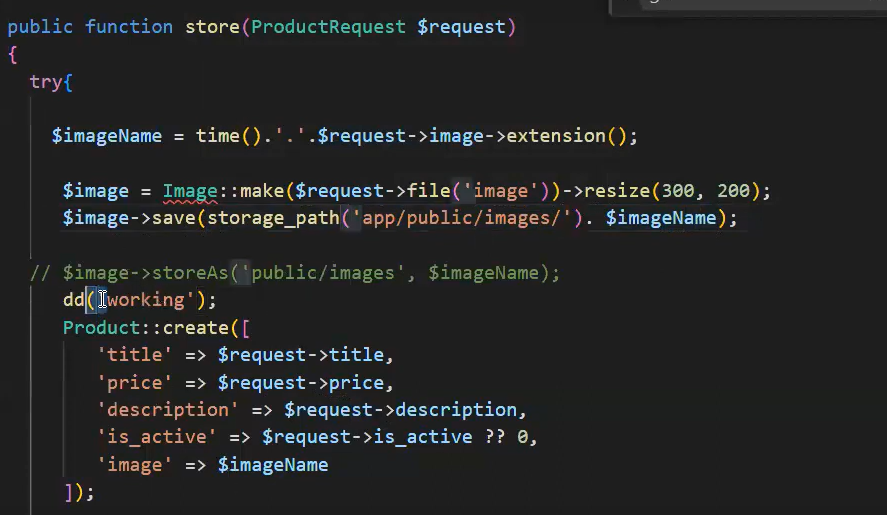 public function store(ProductRequest $request)
{
try{
$imageName = time().'.'.$request->image->extension();
$image = Image::make($request->file('image'))->resize(300, 200);
$image->save(storage_path('app/public/images/'). $imageName);
// $image->storeAs('public/images', $imageName);
dd('working');
Product::create([
'title' => $request->title,
'price' => $request->price,
'description' => $request->description,
'is_active' => $request->is_active ?? 0,
'image' => $imageName
]);